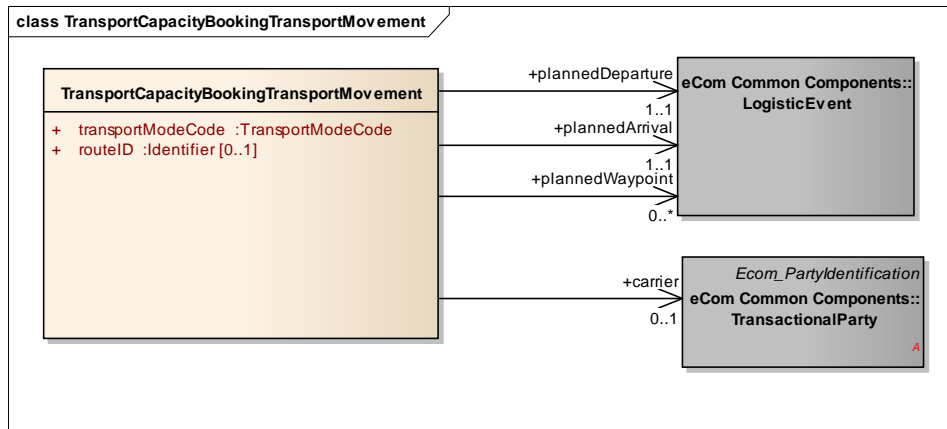 class TransportCapacityBookingTransportMovement
TransportCapacityBookingTransportMovement
+ transportModeCode :TransportModeCode
+ routeID :Identifier [0..1]
+plannedDeparture
1..1
+plannedArrival
1..1
+plannedWaypoint
0..*
eCom Common Components::
LogisticEvent
+carrier
0..1
Ecom_PartyIdentification
eCom Common Components::
TransactionalParty
A